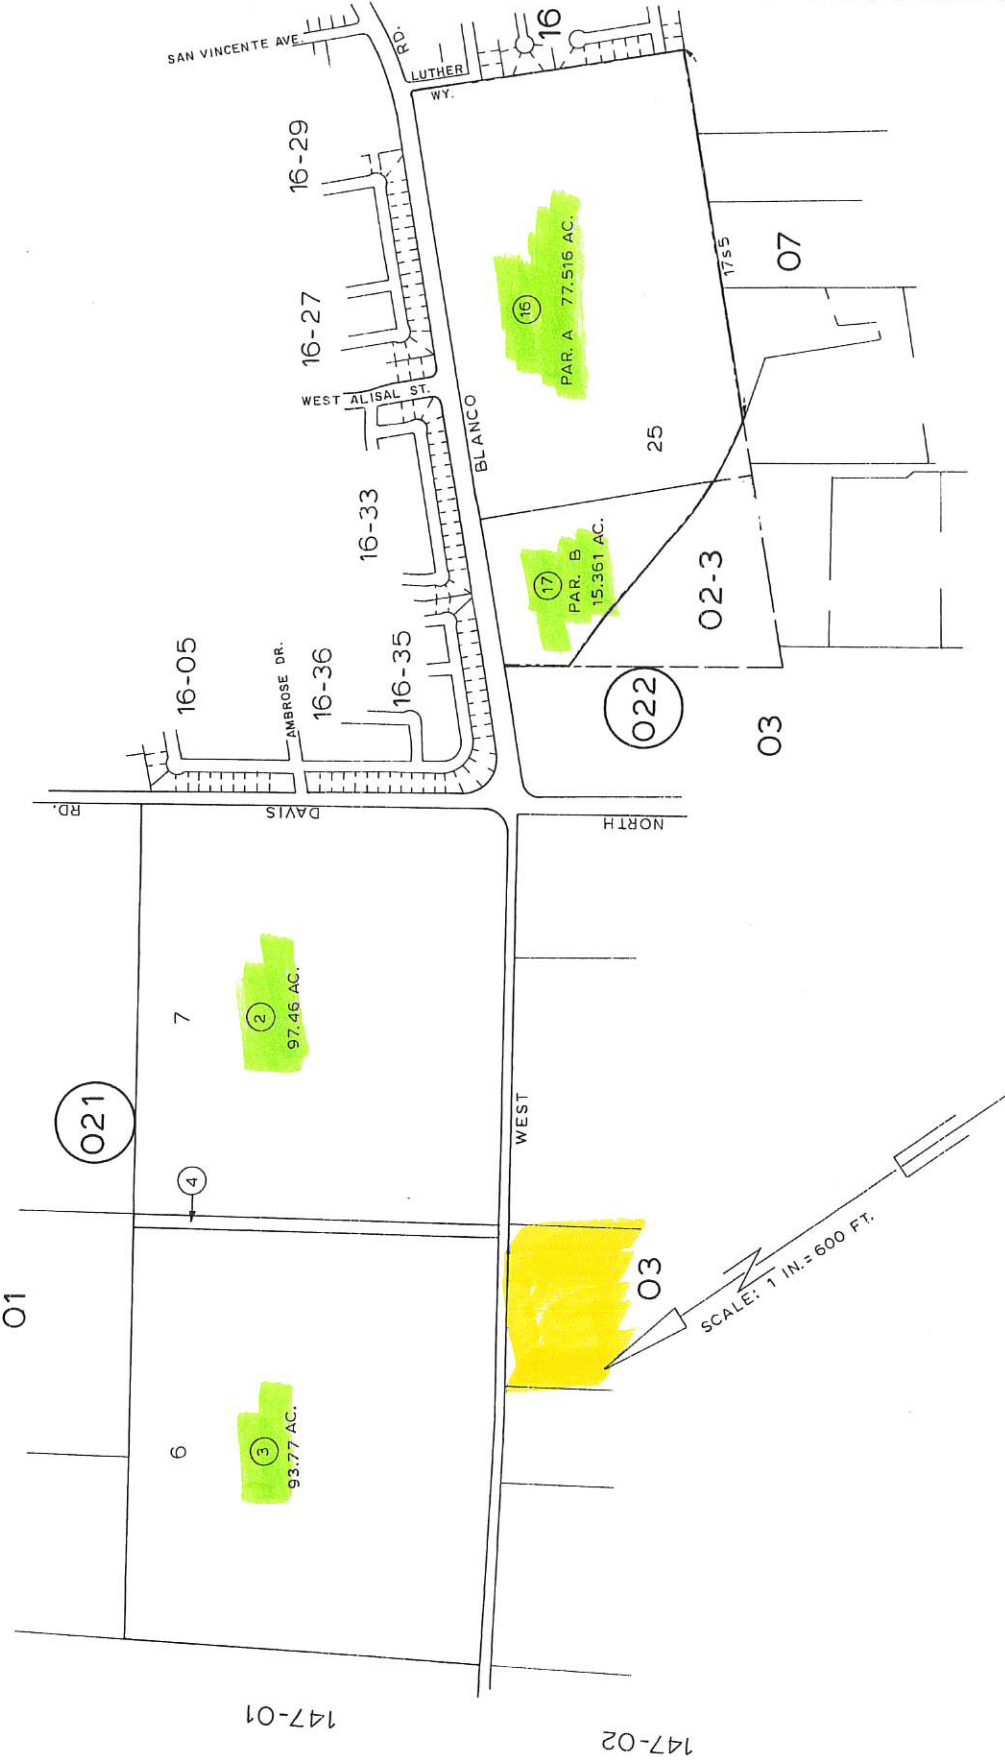 SAN VINCENTE AVE.
RD.
LUTHER
WY.
16
16-29
16-27
WEST ALISAL ST.
16-33
BLANCO
16
PAR. A 77.516 AC.
25
17s5
07
17
PAR. B
15.361 AC.
02-3
022
03
16-05
AMBROSE DR.
16-36
16-35
RD.
DAVIS
NORTH
021
7
2
97.46 AC.
4
WEST
01
6
3
93.77 AC.
03
SCALE: 1 IN. = 600 FT.
147-01
147-02